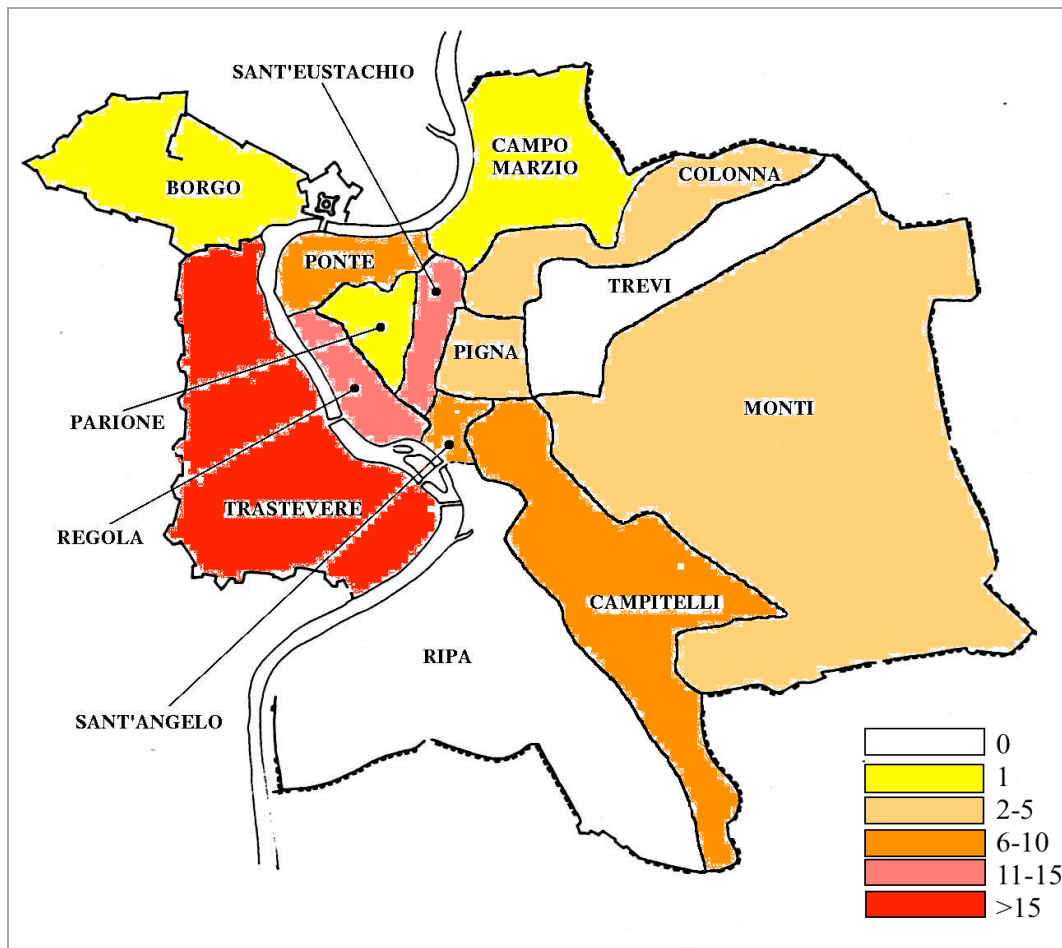 SANT'EUSTACHIO
CAMPO
MARZIO
COLONNA
BORGO
PONTE
TREVI
PIGNA
MONTI
PARIONE
TRASTEVERE
REGOLA
CAMPITELLI
RIPA
SANT'ANGELO
0
1
2-5
6-10
11-15
>15